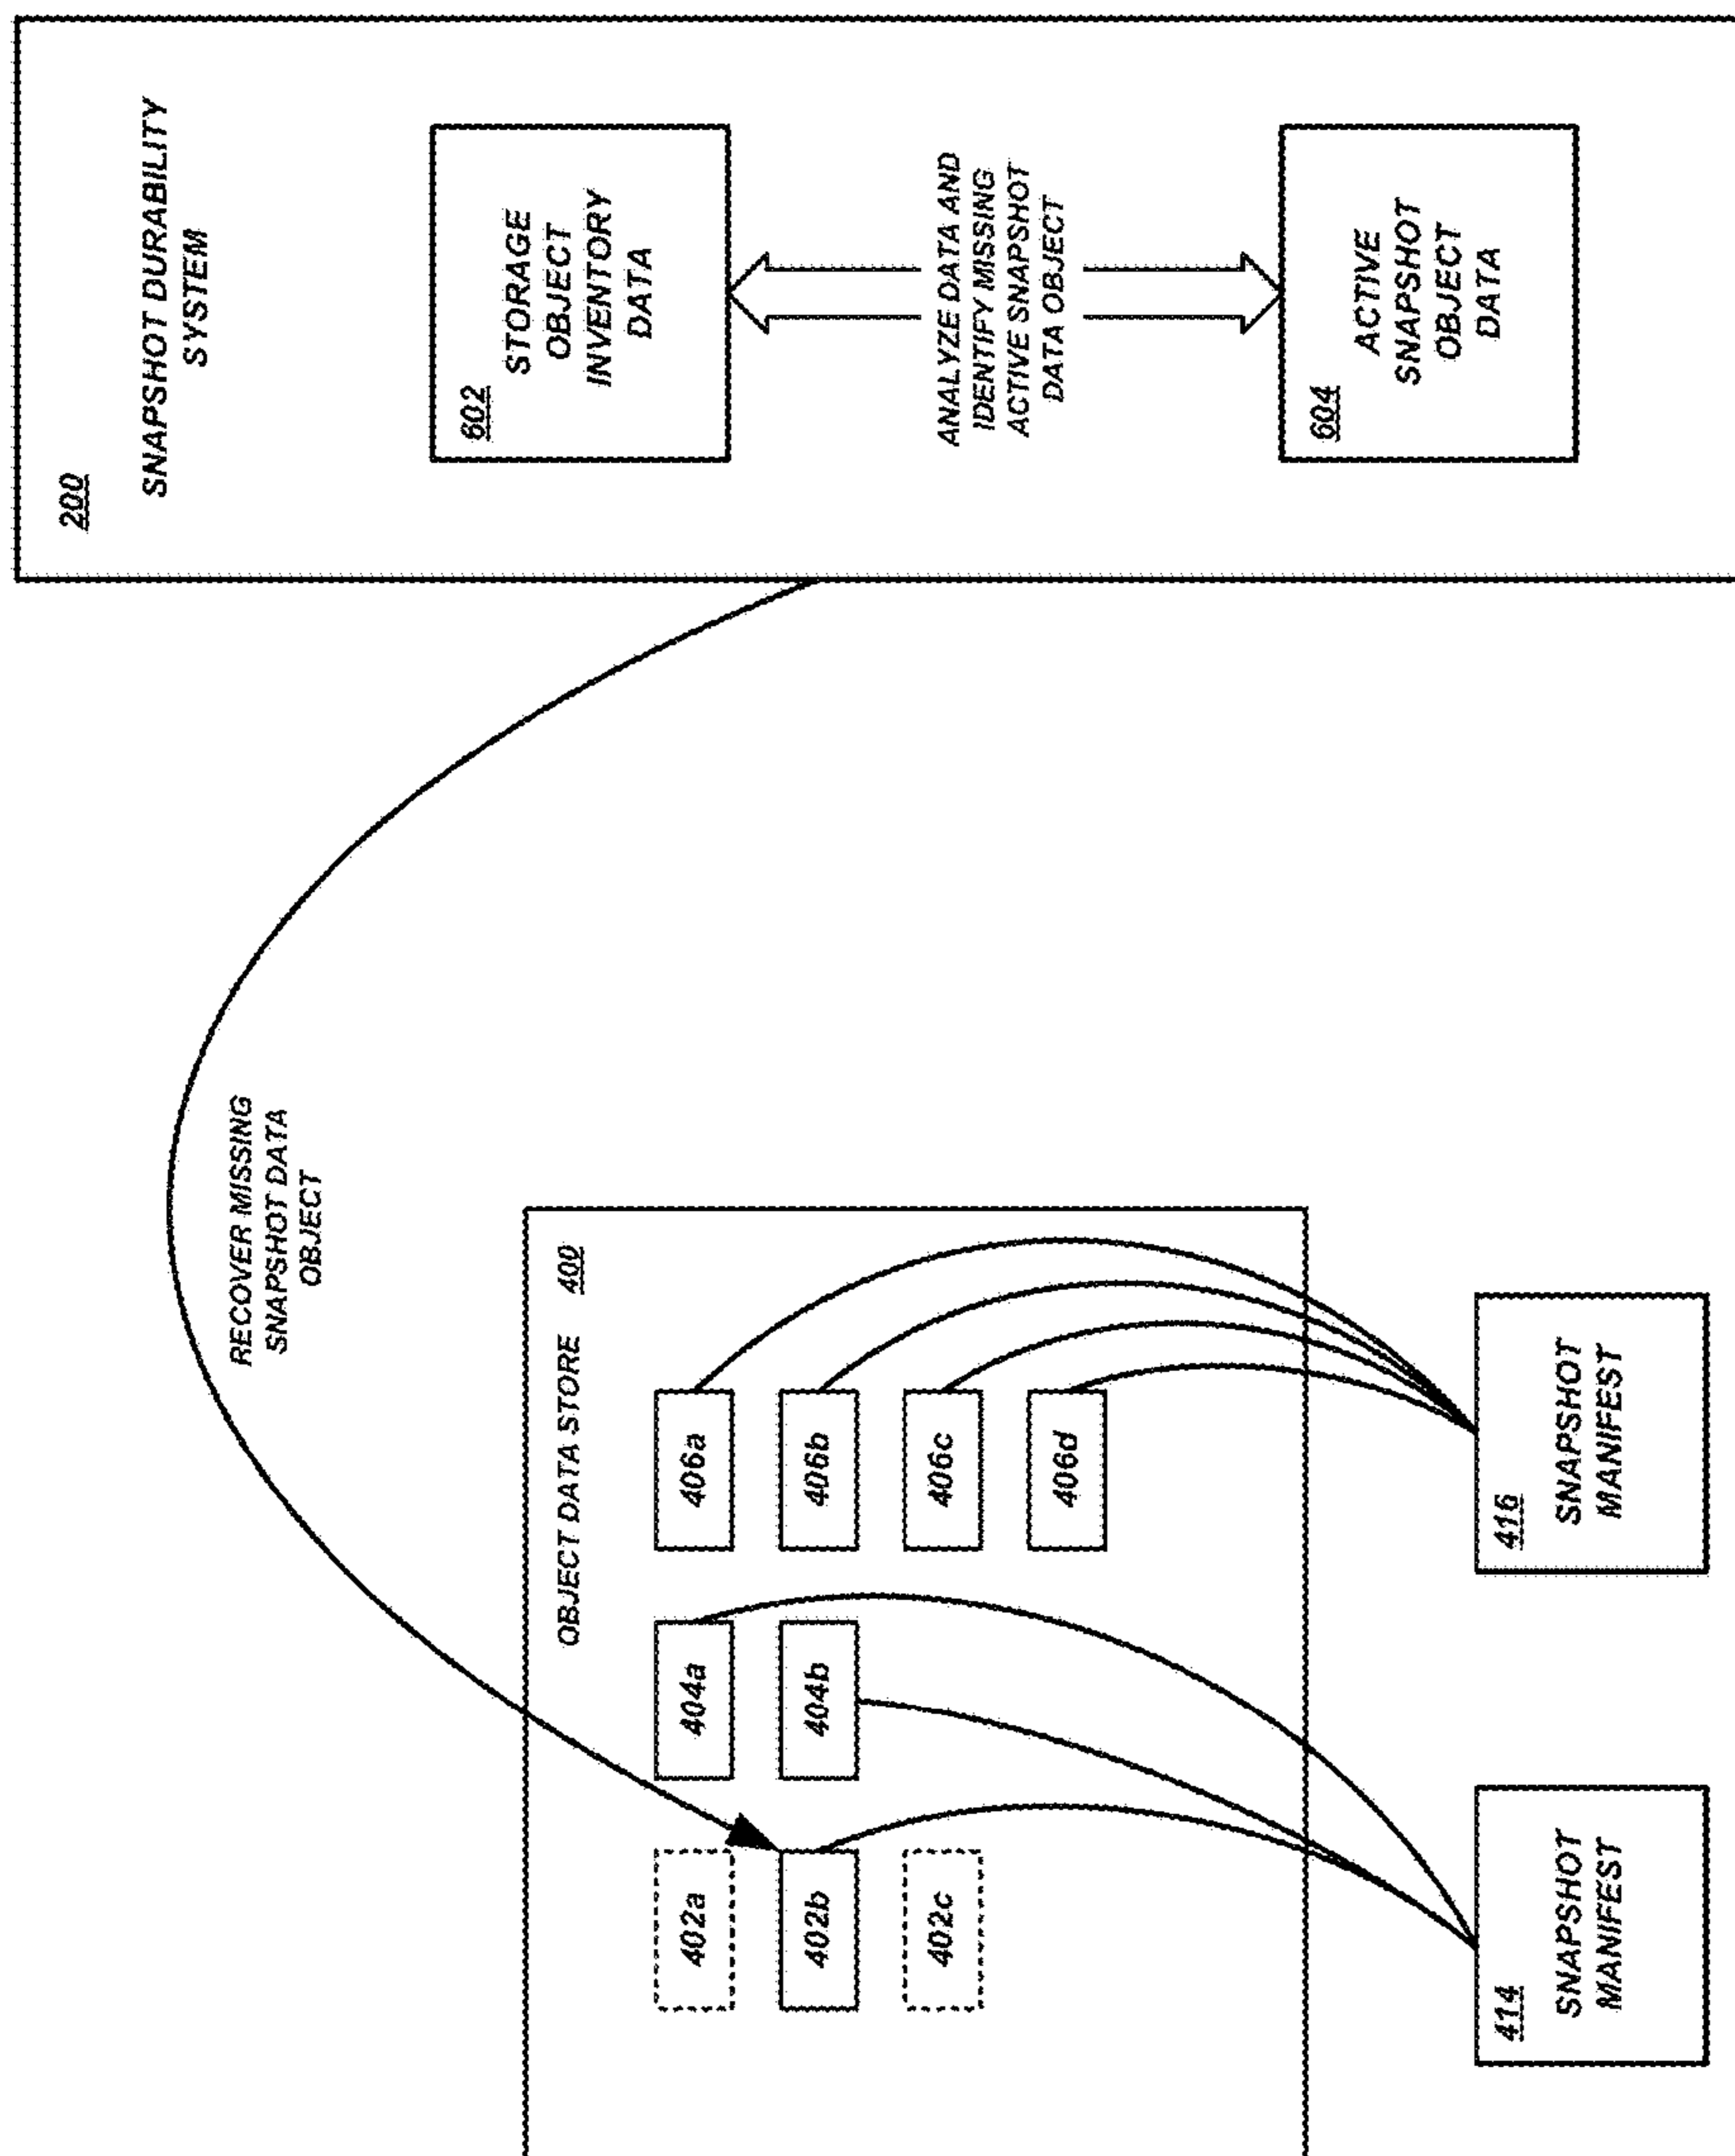 RECOVER MISSING
SNAPSHOT DATA
OBJECT
OBJECT DATA STORE 400
402a
404a
406a
402b
404b
406b
402c
406c
406d
414
SNAPSHOT
MANIFEST
416
SNAPSHOT
MANIFEST
200
SNAPSHOT DURABILITY
SYSTEM
602
STORAGE
OBJECT
INVENTORY
DATA
ANALYZE DATA AND
IDENTIFY MISSING
ACTIVE SNAPSHOT
DATA OBJECT
604
ACTIVE
SNAPSHOT
OBJECT
DATA